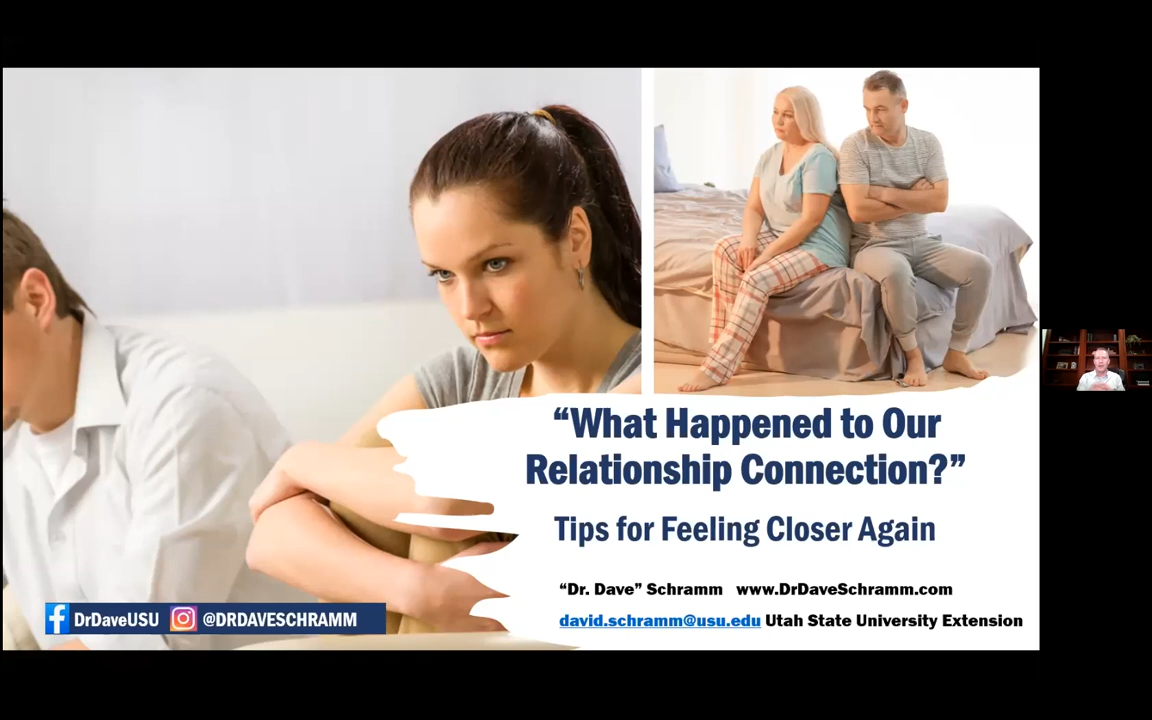 “What Happened to Our
Relationship Connection?”
Tips for Feeling Closer Again
“Dr. Dave” Schramm www.DrDaveSchramm.com
david.schramm@usu.edu Utah State University Extension
DrDaveUSU @DRDAVESCHRAMM